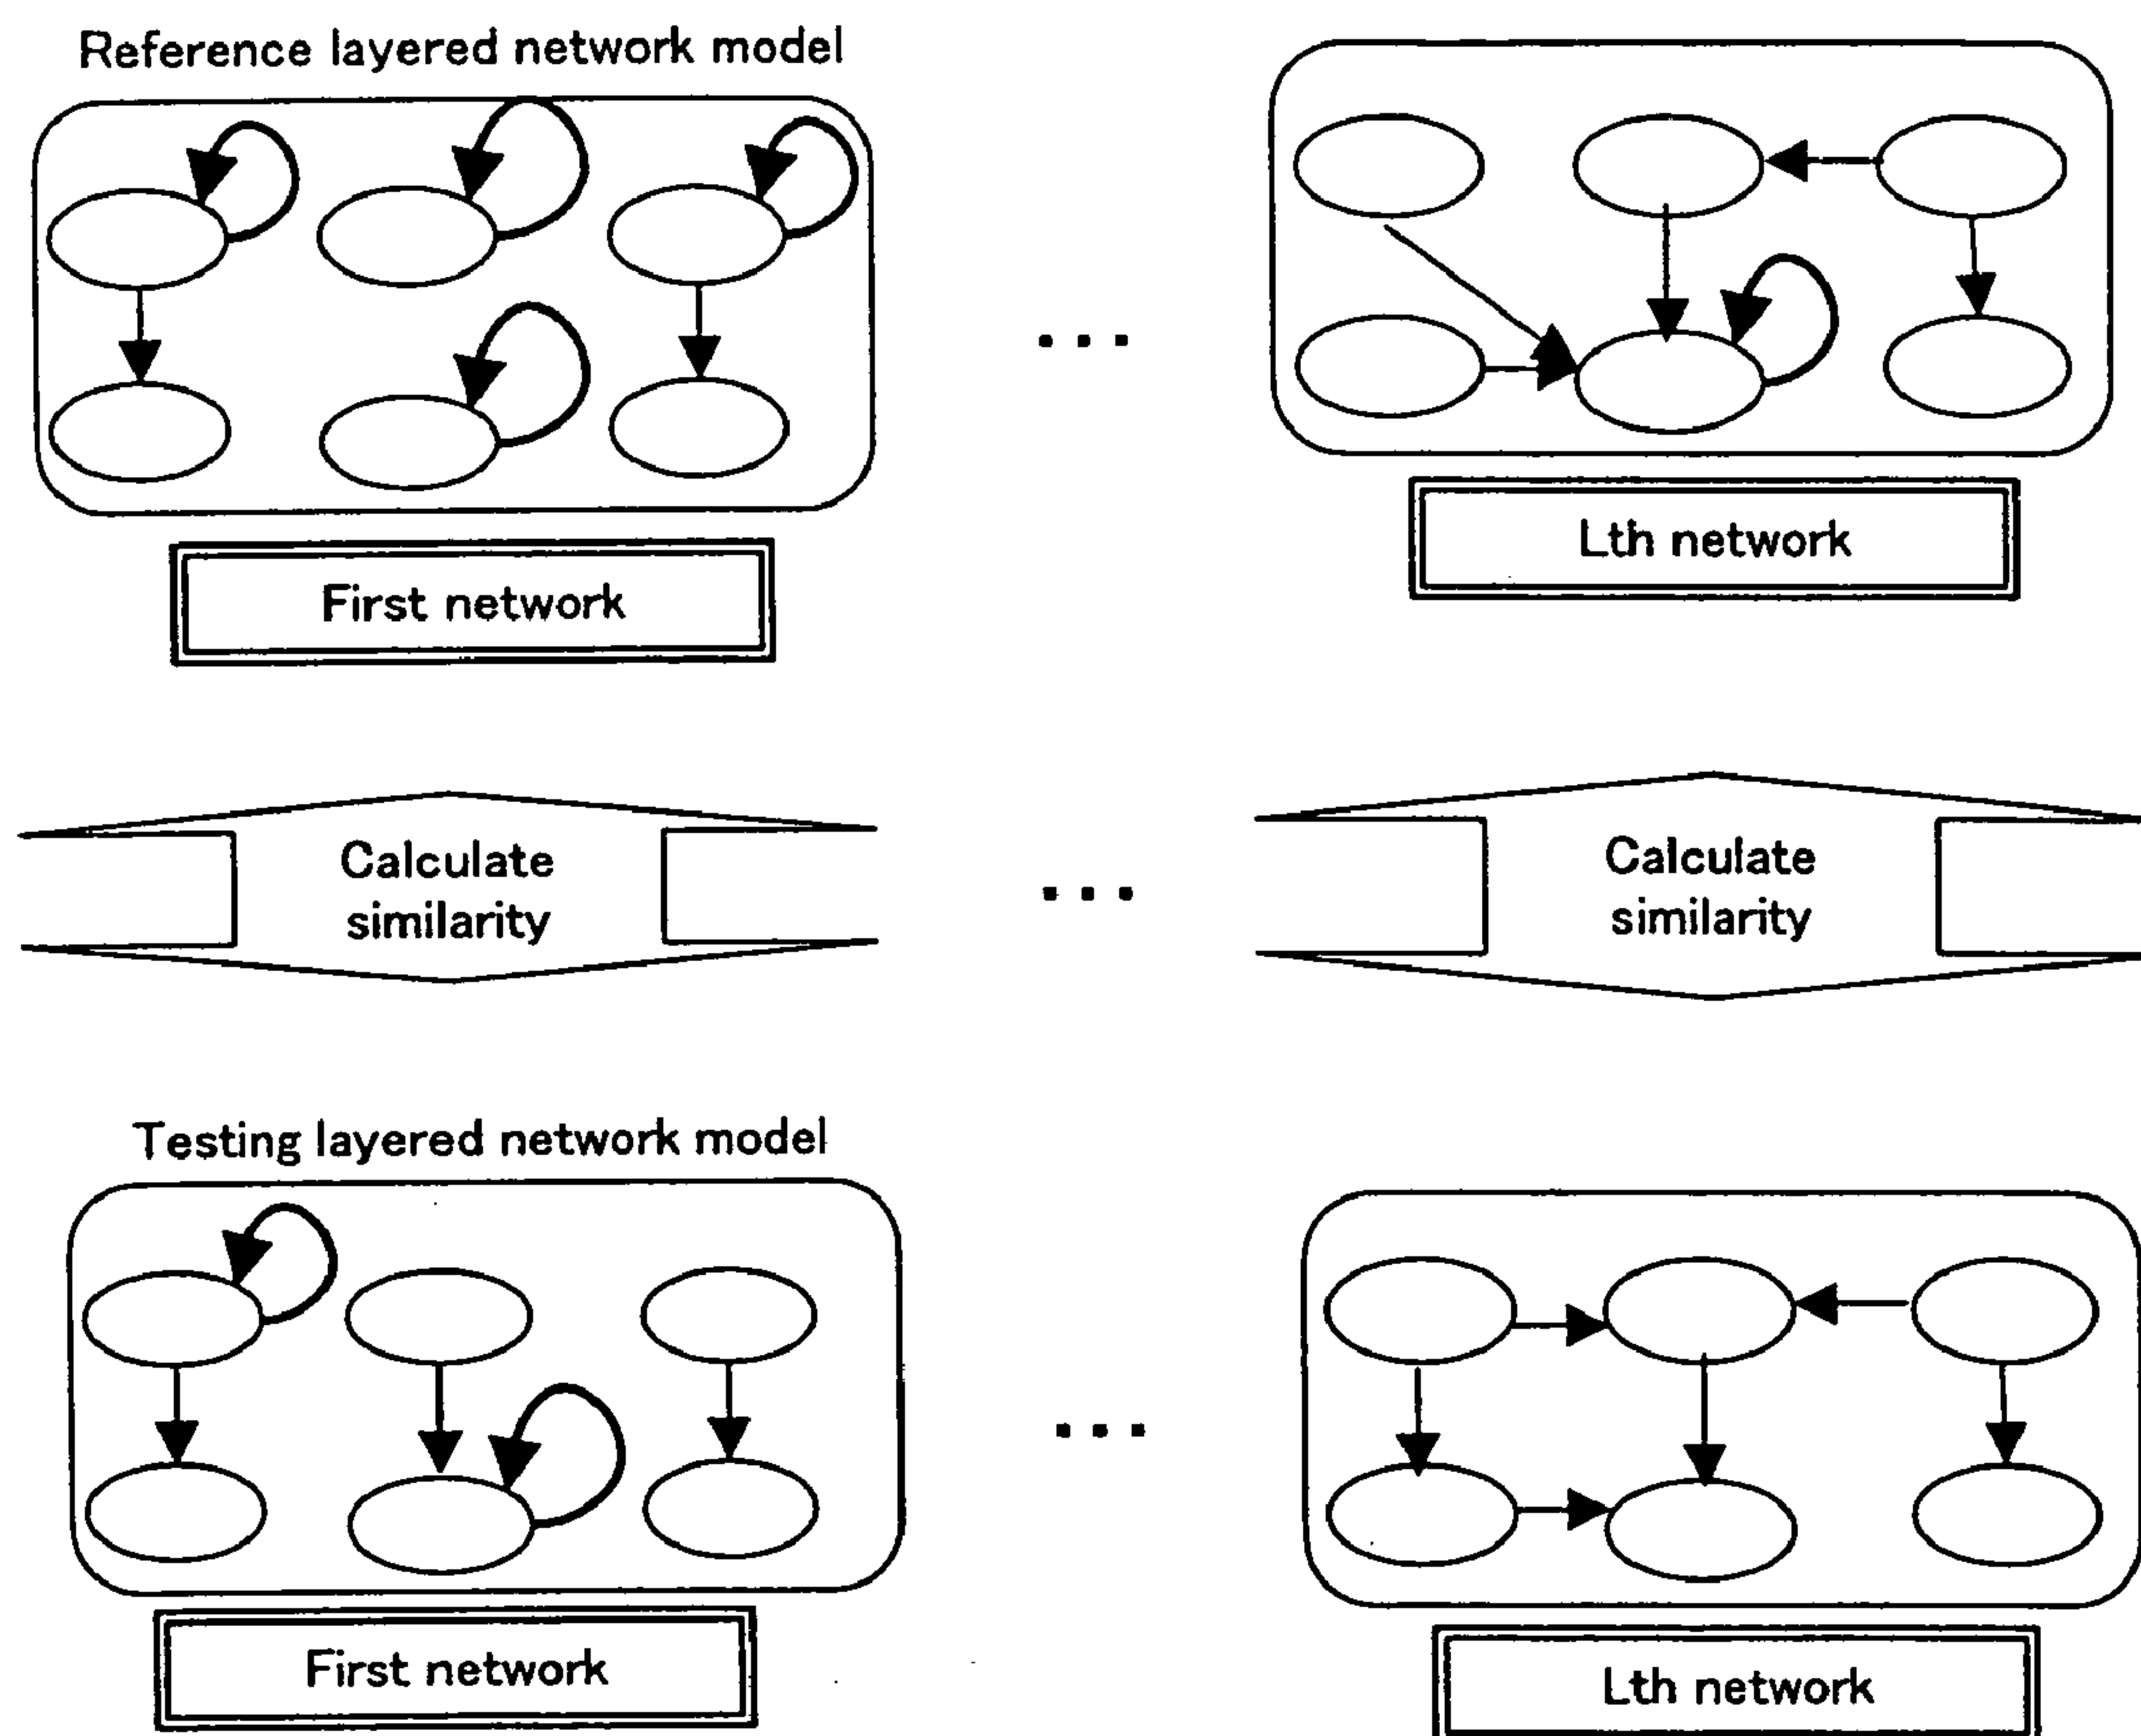 Reference layered network model
First network
Lth network
Calculate
similarity
Calculate
similarity
Testing layered network model
First network
Lth network